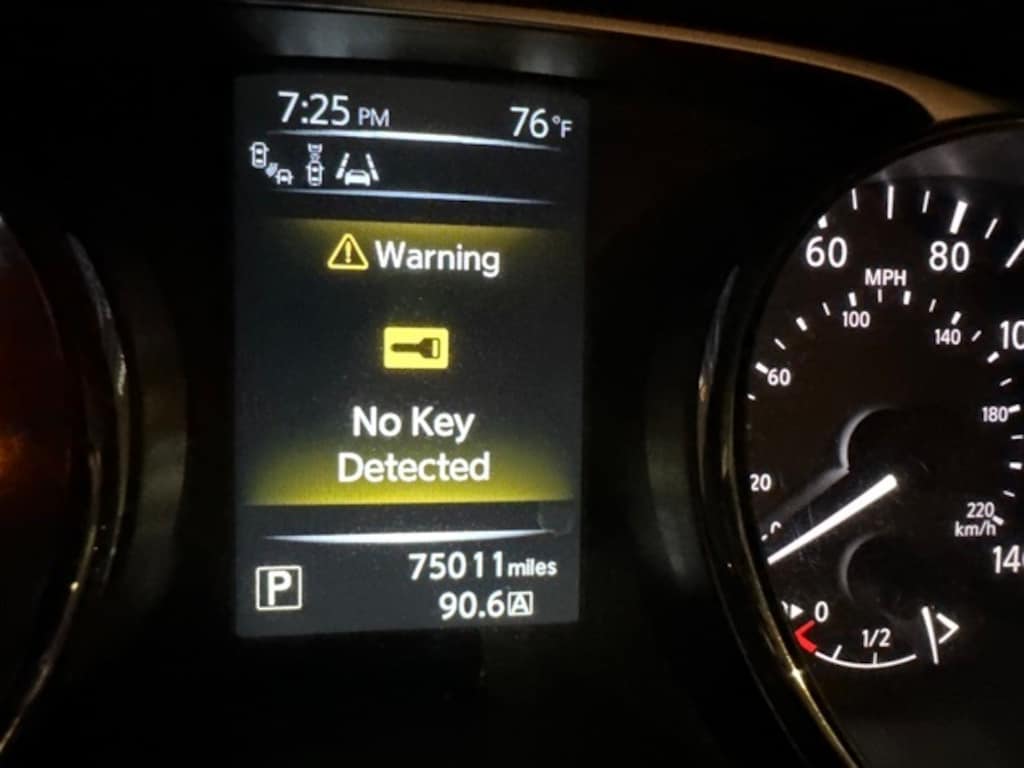 7:25 PM 76°F
Warning
No Key
Detected
P
75011 miles
90.6 A
60 80
MPH
100 140
60
180
20
0
220
km/h
0 1/2